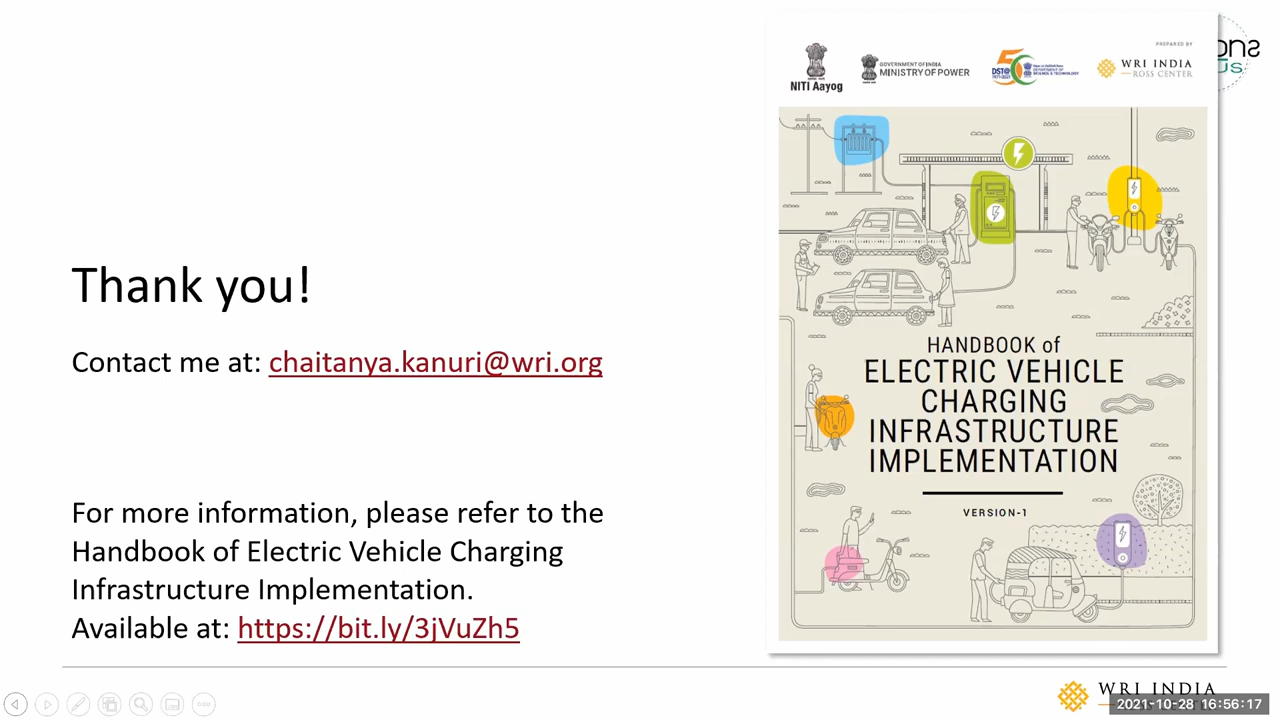 Thank you!
Contact me at: chaitanya.kanuri@wri.org
For more information, please refer to the
Handbook of Electric Vehicle Charging
Infrastructure Implementation.
Available at: https://bit.ly/3jVuZh5
PREPARED BY
NITI Aayog
GOVERNMENT OF INDIA
MINISTRY OF POWER
WRI INDIA
ROSS CENTER
HANDBOOK of
ELECTRIC VEHICLE
CHARGING
INFRASTRUCTURE
IMPLEMENTATION
VERSION-1
WRI INDIA
2021-10-28 16:56:17